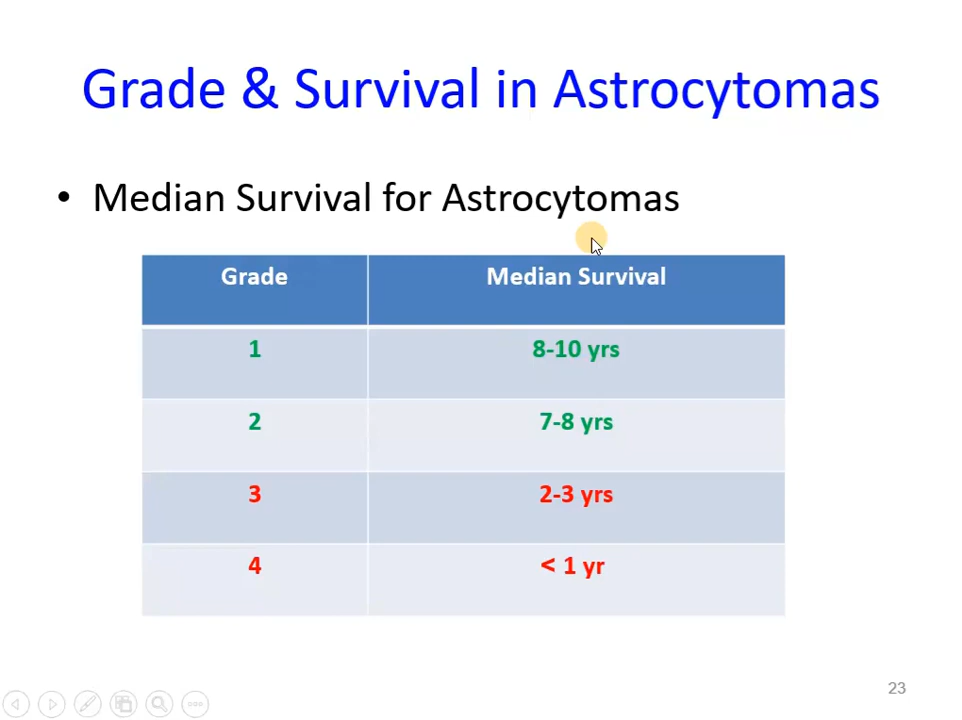 Grade & Survival in Astrocytomas
• Median Survival for Astrocytomas
Grade Median Survival
1 8-10 yrs
2 7-8 yrs
3 2-3 yrs
4 < 1 yr
23